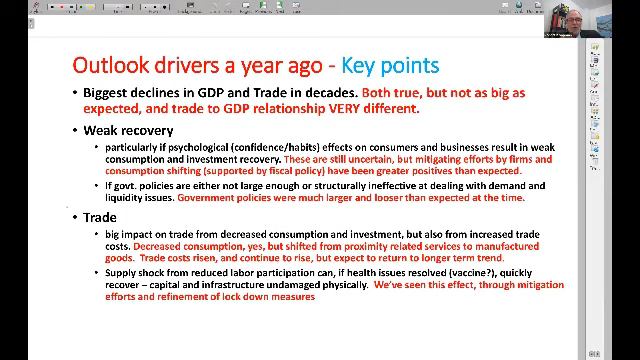 Outlook drivers a year ago - Key points
• Biggest declines in GDP and Trade in decades. Both true, but not as big as
expected, and trade to GDP relationship VERY different.
• Weak recovery
• particularly if psychological (confidence/habits) effects on consumers and businesses result in weak
consumption and investment recovery. These are still uncertain, but mitigating efforts by firms and
consumption shifting (supported by fiscal policy) have been greater positives than expected.
• If govt. policies are either not large enough or structurally ineffective at dealing with demand and
liquidity issues. Government policies were much larger and looser than expected at the time.
• Trade
• big impact on trade from decreased consumption and investment, but also from increased trade
costs. Decreased consumption, yes, but shifted from proximity related services to manufactured
goods. Trade costs risen, and continue to rise, but expect to return to longer term trend.
• Supply shock from reduced labor participation can, if health issues resolved (vaccine?), quickly
recover – capital and infrastructure undamaged physically. We've seen this effect, through mitigation
efforts and refinement of lock down measures